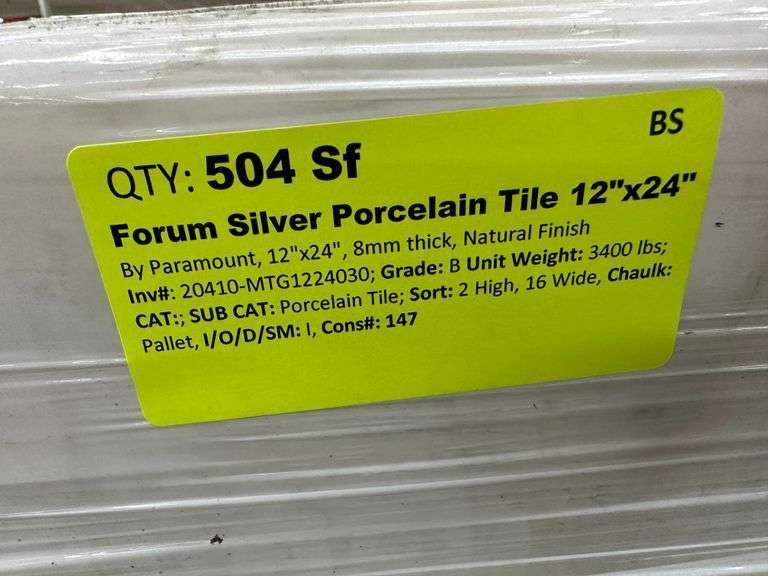 BS
QTY: 504 Sf
Forum Silver Porcelain Tile 12"x24"
By Paramount, 12"x24", 8mm thick, Natural Finish
Inv#: 20410-MTG1224030; Grade: B Unit Weight: 3400 lbs;
CAT:; SUB CAT: Porcelain Tile; Sort: 2 High, 16 Wide, Chaulk:
Pallet, I/O/D/SM: I, Cons#: 147